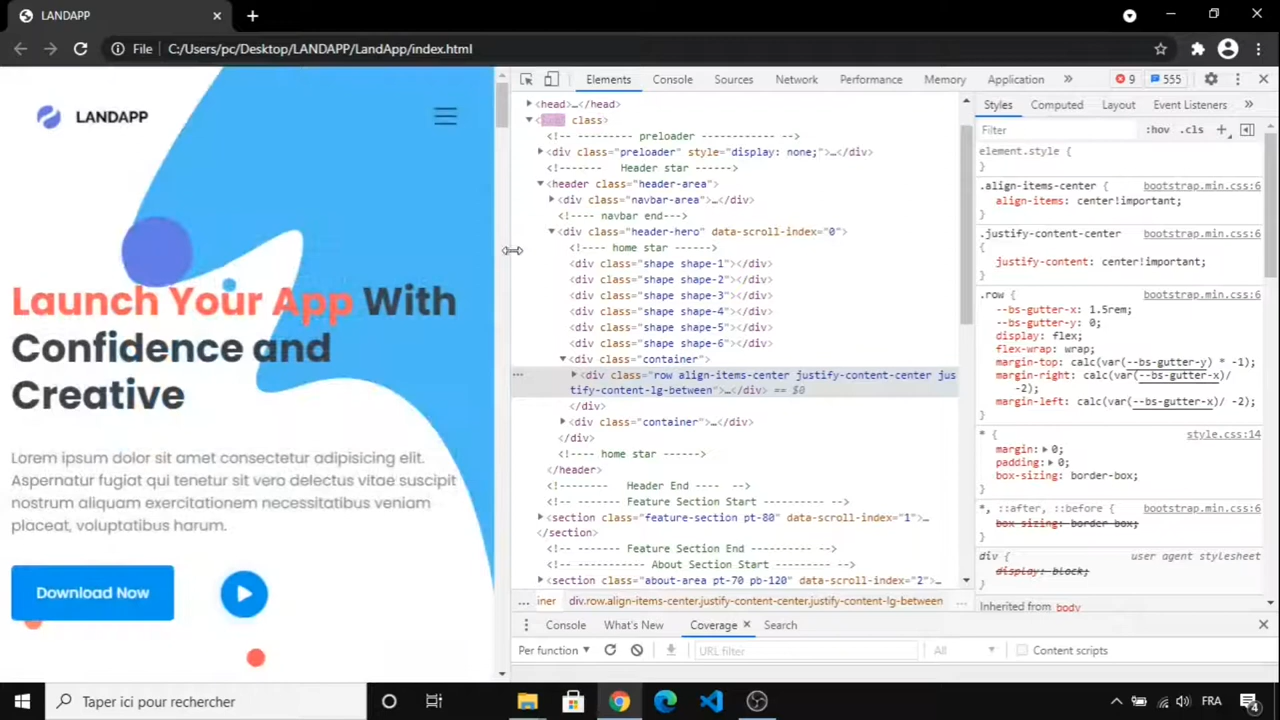 LANDAPP
File
C:/Users/pc/Desktop/LANDAPP/LandApp/index.html
LANDAPP
Launch Your App With
Confidence and
Creative
Lorem ipsum dolor sit amet consectetur adipisicing elit.
Aspernatur fugiat qui tenetur sit vero delectis vitae suscipit
nostrum aliquam exercitationem necessitatibus veniam
placeat, voluptatibus harum.
Download Now
Elements Console Sources Network Performance Memory Application » 9 555
<head>…</head>
class>
<!-- --------- preloader ------------ -->
<div class="preloader" style="display: none;">…</div>
<!------- Header star ------>
<header class="header-area">
<div class="navbar-area">…</div>
<!---- navbar end--->
<div class="header-hero" data-scroll-index="0">
<!---- home star ------>
<div class="shape shape-1"></div>
<div class="shape shape-2"></div>
<div class="shape shape-3"></div>
<div class="shape shape-4"></div>
<div class="shape shape-5"></div>
<div class="shape shape-6"></div>
<div class="container">
<div class="row align-items-center justify-content-center jus
tify-content-lg-between">…</div> == $0
</div>
<div class="container">…</div>
</div>
<!---- home star ------>
</header>
<!-------- Header End ---- -->
<!-------- Feature Section Start --------- -->
<section class="feature-section pt-80" data-scroll-index="1">…
</section>
<!-------- Feature Section End --------- -->
<!---------- About Section Start -------- -->
<section class="about-area pt-70 pb-120" data-scroll-index="2">…
... iner div.row.align-items-center.justify-content-center.justify-content-lg-between ...
Styles Computed Layout Event Listeners »
Filter :hov .cls +
element.style {
}
.align-items-center { bootstrap.min.css:6
align-items: center!important;
}
.justify-content-center bootstrap.min.css:6
{
justify-content: center!important;
}
.row { bootstrap.min.css:6
--bs-gutter-x: 1.5rem;
--bs-gutter-y: 0;
display: flex;
flex-wrap: wrap;
margin-top: calc(var(--bs-gutter-y) * -1);
margin-right: calc(var(--bs-gutter-x)/
-2);
margin-left: calc(var(--bs-gutter-x)/ -2);
}
* { style.css:14
margin: 0;
padding: 0;
box-sizing: border-box;
}
*, ::after, ::before { bootstrap.min.css:6
box-sizing: border-box;
}
div { user agent stylesheet
display: block;
}
Inherited from body
Console What's New Coverage Search
Per function URL filter All Content scripts
Taper ici pour rechercher
FRA
4